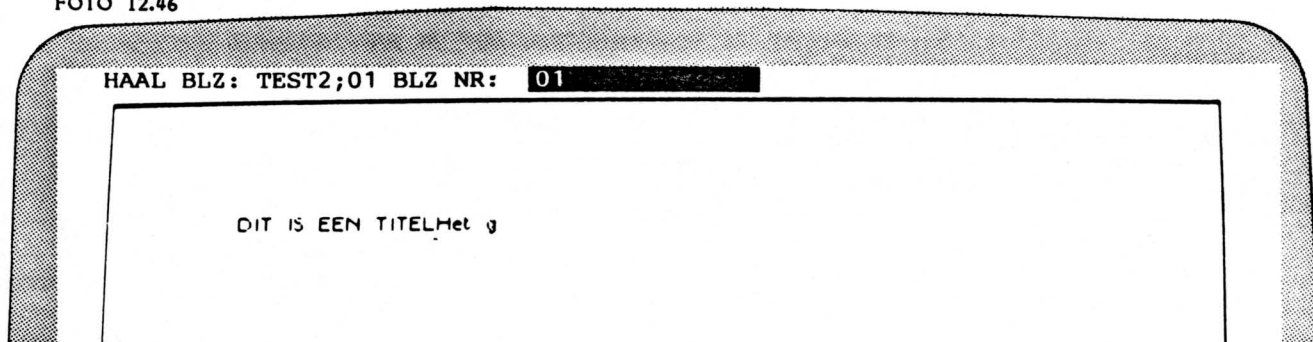 FOTO 12.46
HAAL BLZ: TEST2;01 BLZ NR: 01
DIT IS EEN TITELHet g